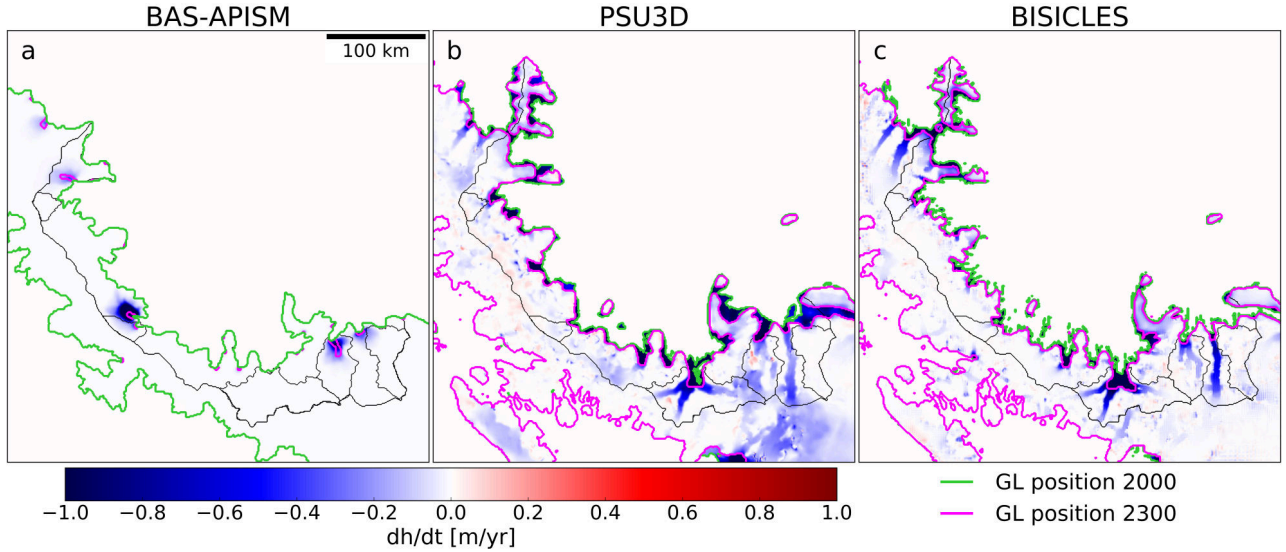 BAS-APISM
PSU3D
BISICLES
a
100 km
b
c
−1.0 −0.8 −0.6 −0.4 −0.2 0.0 0.2 0.4 0.6 0.8 1.0
dh/dt [m/yr]
GL position 2000
GL position 2300